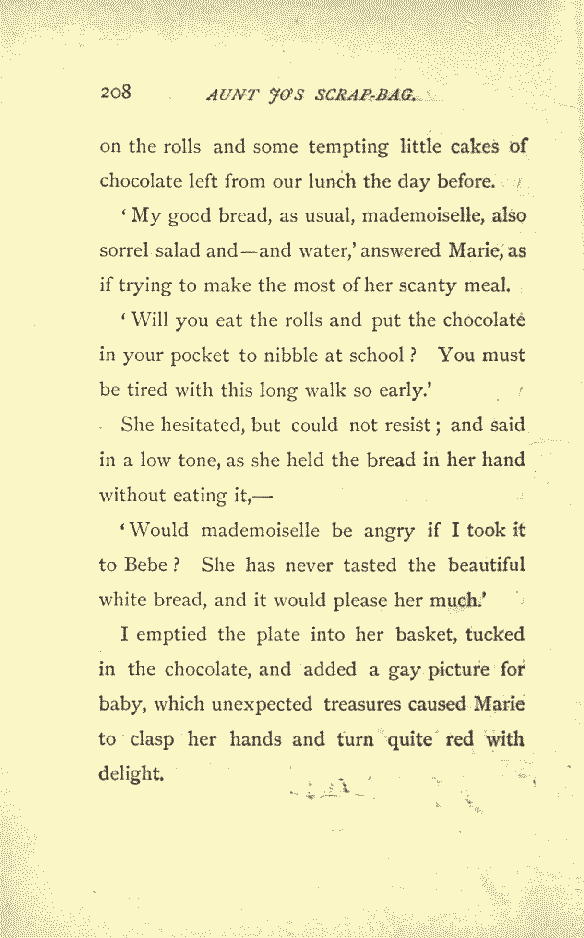 208 AUNT JO'S SCRAP-BAG.
on the rolls and some tempting little cakes of
chocolate left from our lunch the day before.
'My good bread, as usual, mademoiselle, also
sorrel salad and—and water,' answered Marie, as
if trying to make the most of her scanty meal.
'Will you eat the rolls and put the chocolate
in your pocket to nibble at school? You must
be tired with this long walk so early.'
She hesitated, but could not resist; and said
in a low tone, as she held the bread in her hand
without eating it,—
'Would mademoiselle be angry if I took it
to Bebe? She has never tasted the beautiful
white bread, and it would please her much.'
I emptied the plate into her basket, tucked
in the chocolate, and added a gay picture for
baby, which unexpected treasures caused Marie
to clasp her hands and turn quite red with
delight.